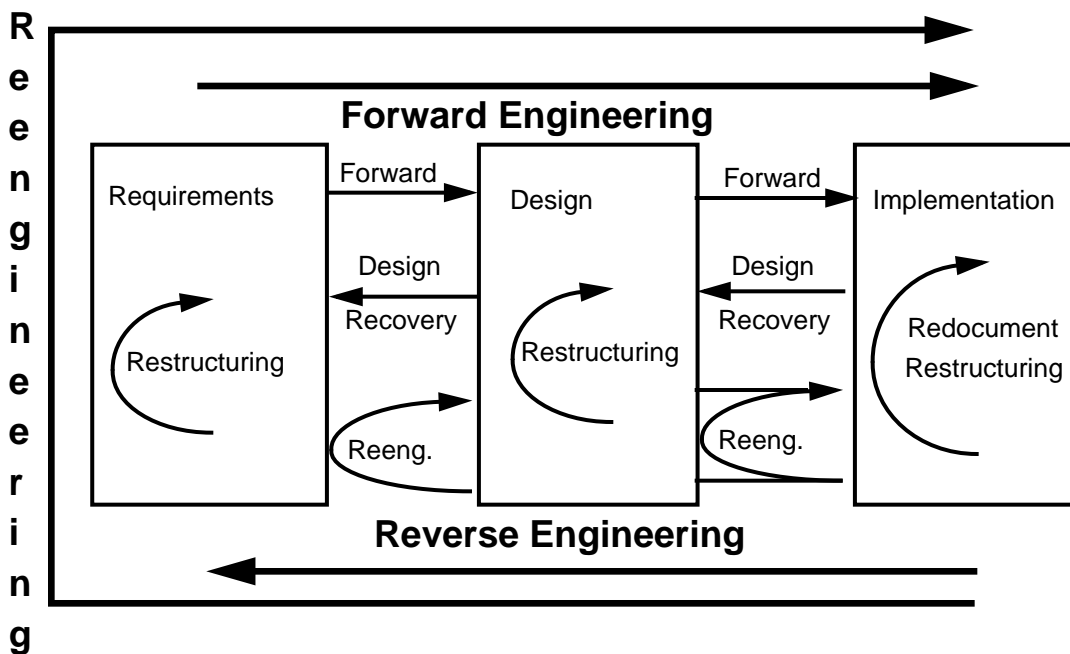 Reengineering
Forward Engineering
Requirements
Forward
Design
Forward
Implementation
Design
Recovery
Design
Recovery
Restructuring
Restructuring
Redocument
Restructuring
Reeng.
Reeng.
Reverse Engineering